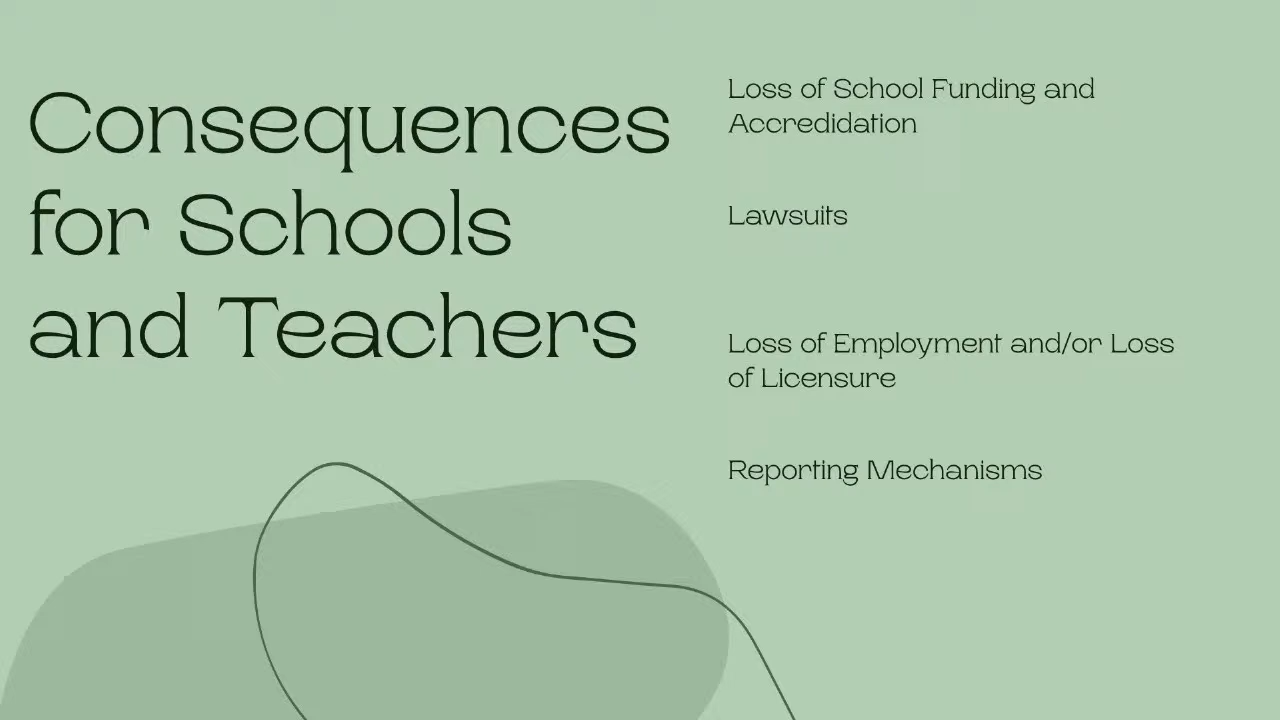 Consequences
for Schools
and Teachers
Loss of School Funding and
Accredidation
Lawsuits
Loss of Employment and/or Loss
of Licensure
Reporting Mechanisms